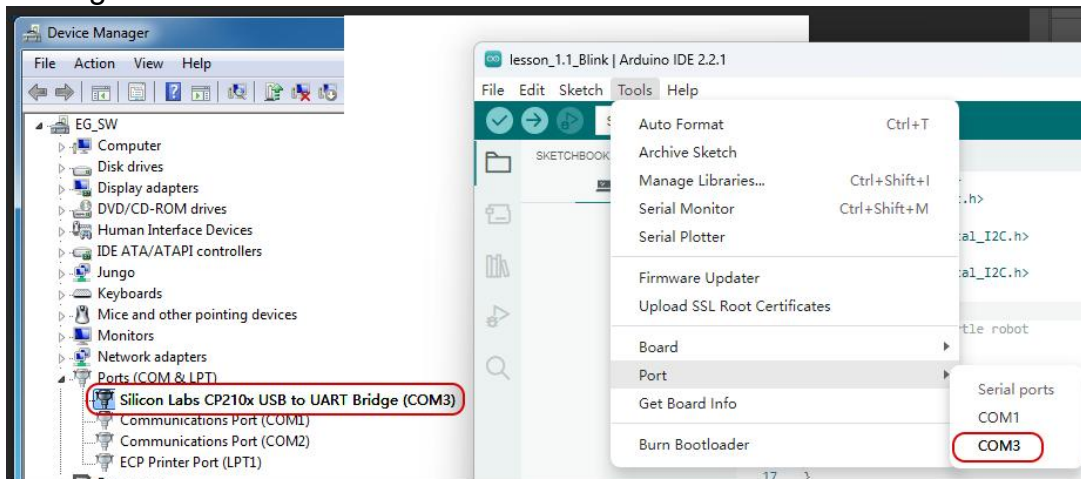 Device Manager
File Action View Help
EG_SW
Computer
Disk drives
Display adapters
DVD/CD-ROM drives
Human Interface Devices
IDE ATA/ATAPI controllers
Jungo
Keyboards
Mice and other pointing devices
Monitors
Network adapters
Ports (COM & LPT)
Silicon Labs CP210x USB to UART Bridge (COM3)
Communications Port (COM1)
Communications Port (COM2)
ECP Printer Port (LPT1)
lesson_1.1_Blink | Arduino IDE 2.2.1
File Edit Sketch Tools Help
SKETCHBOOK
Auto Format Ctrl+T
Archive Sketch
Manage Libraries... Ctrl+Shift+I
Serial Monitor Ctrl+Shift+M
Serial Plotter
Firmware Updater
Upload SSL Root Certificates
Board
Port
Get Board Info
Burn Bootloader
Serial ports
COM1
COM3
.h>
al_I2C.h>
al_I2C.h>
tle robot
17 }